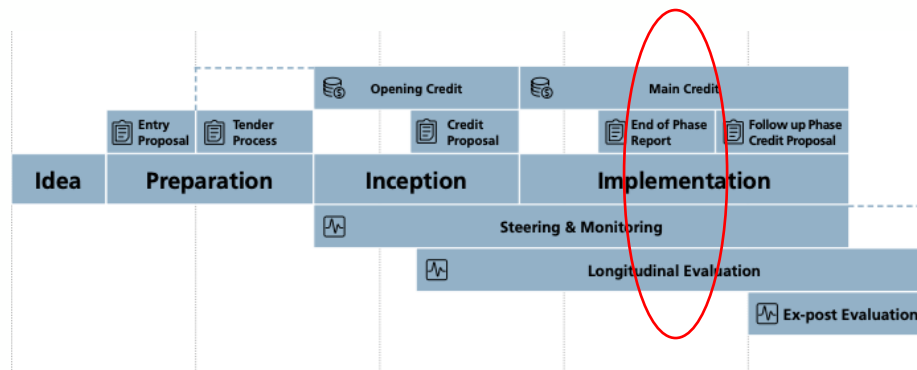 Opening Credit
Main Credit
Entry
Proposal
Tender
Process
Credit
Proposal
End of Phase
Report
Follow up Phase
Credit Proposal
Idea
Preparation
Inception
Implementation
Steering & Monitoring
Longitudinal Evaluation
Ex-post Evaluation